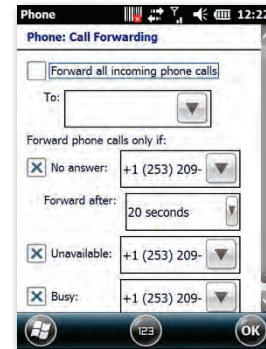 Phone 12:22
Phone: Call Forwarding
Forward all incoming phone calls
To:
Forward phone calls only if:
No answer: +1 (253) 209-
Forward after: 20 seconds
Unavailable: +1 (253) 209-
Busy: +1 (253) 209-
123 OK